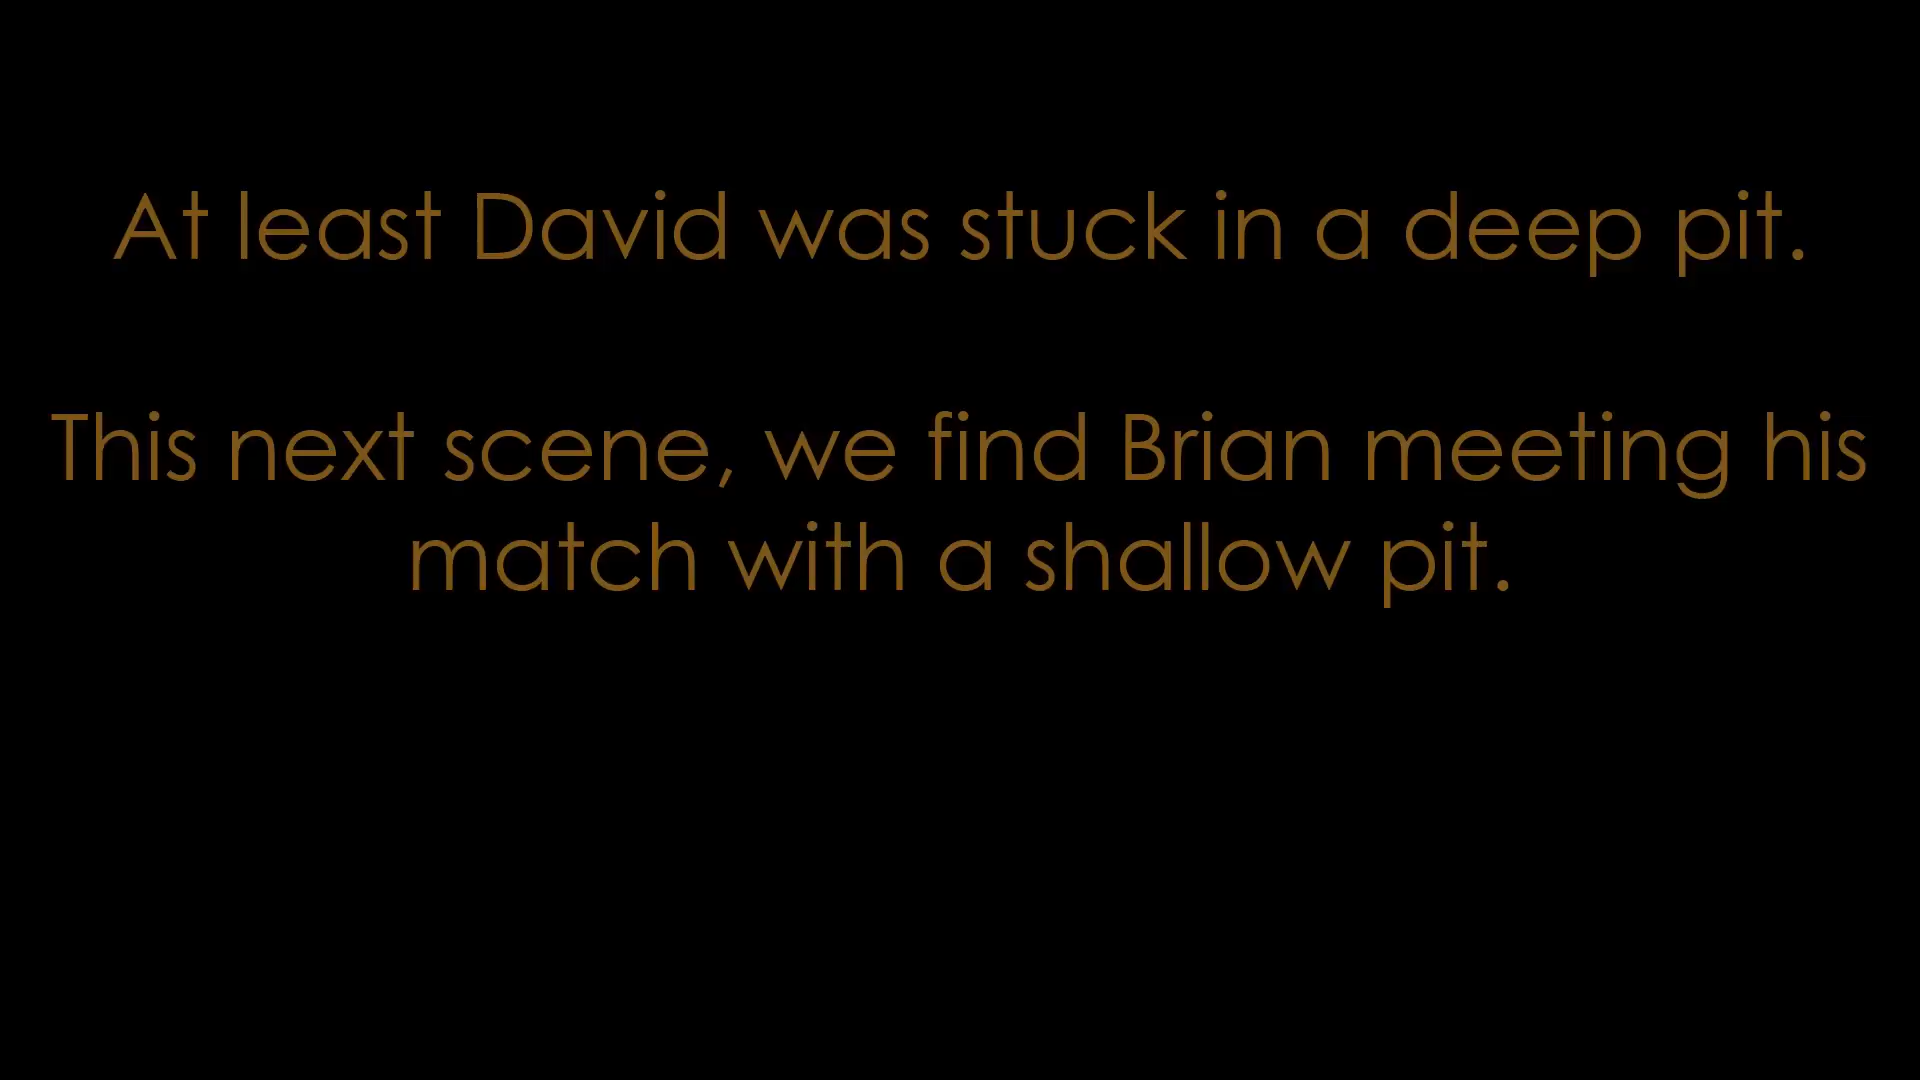 At least David was stuck in a deep pit.
This next scene, we find Brian meeting his
match with a shallow pit.